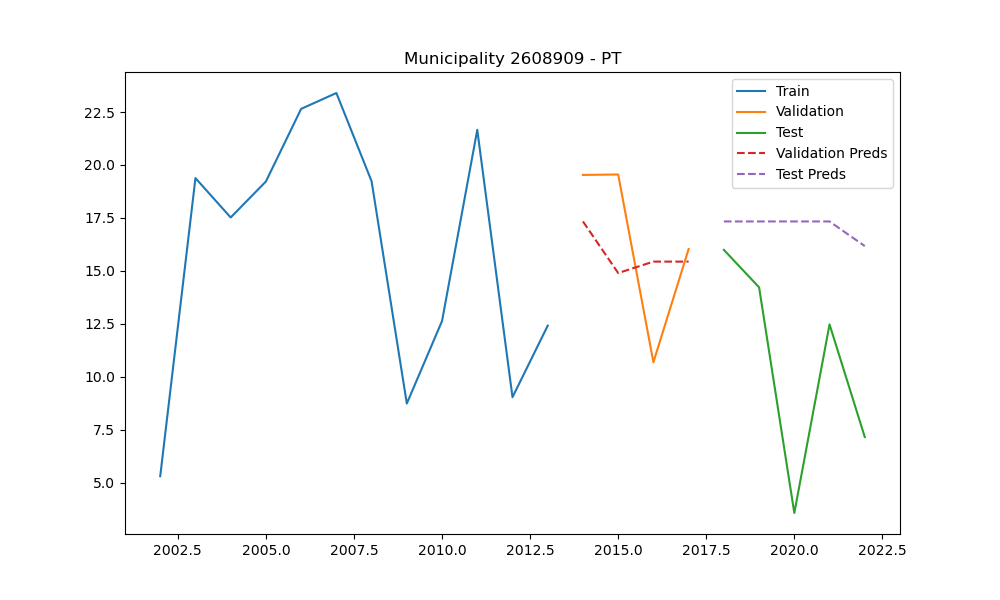 Municipality 2608909 - PT
Train
Validation
Test
Validation Preds
Test Preds
22.5
20.0
17.5
15.0
12.5
10.0
7.5
5.0
2002.5 2005.0 2007.5 2010.0 2012.5 2015.0 2017.5 2020.0 2022.5